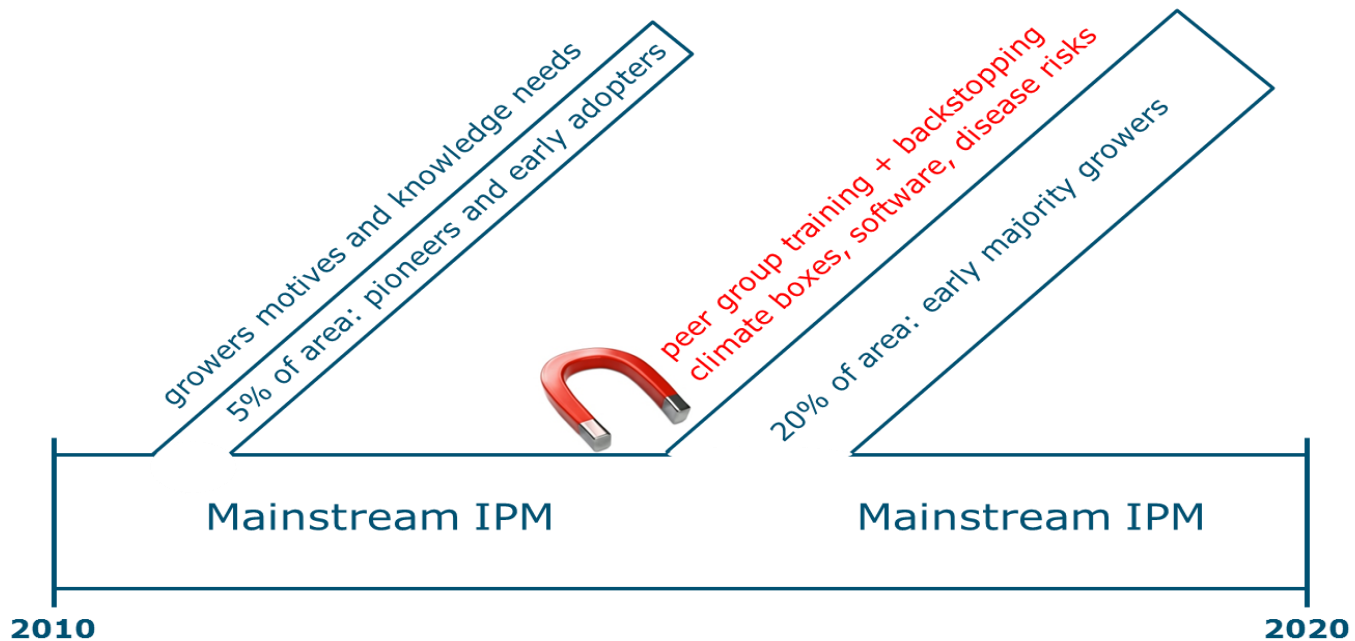 growers motives and knowledge needs
5% of area: pioneers and early adopters
peer group training + backstopping
climate boxes, software, disease risks
20% of area: early majority growers
Mainstream IPM
Mainstream IPM
2010
2020